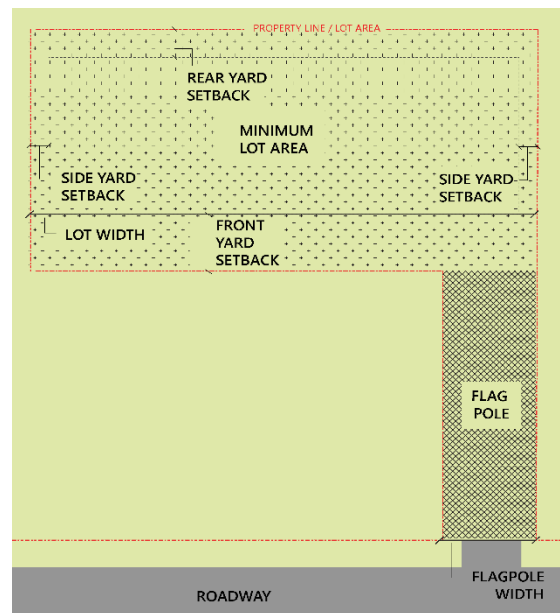 PROPERTY LINE / LOT AREA
REAR YARD
SETBACK
MINIMUM
LOT AREA
SIDE YARD
SETBACK
SIDE YARD
SETBACK
LOT WIDTH
FRONT
YARD
SETBACK
FLAG
POLE
FLAGPOLE
WIDTH
ROADWAY